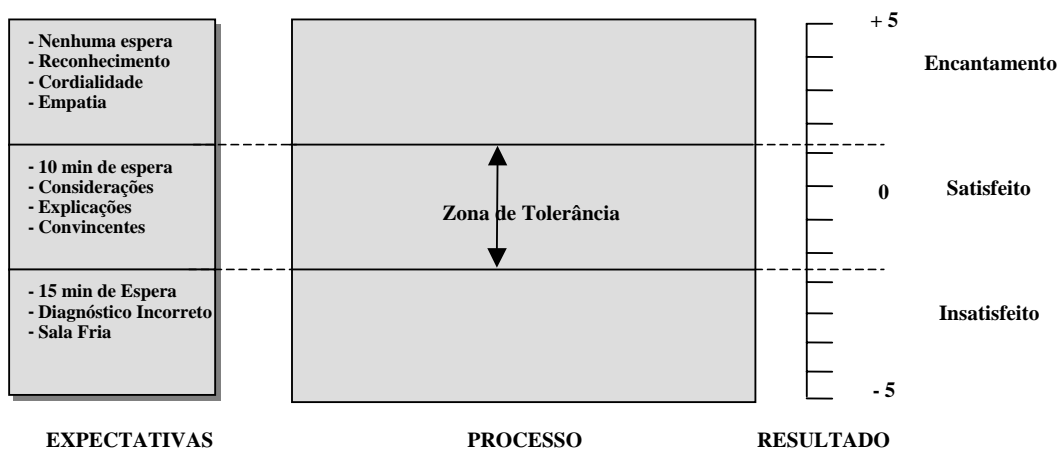 - Nenhuma espera
- Reconhecimento
- Cordialidade
- Empatia
- 10 min de espera
- Considerações
- Explicações
- Convincentes
- 15 min de Espera
- Diagnóstico Incorreto
- Sala Fria
EXPECTATIVAS
Zona de Tolerância
PROCESSO
+ 5
0
- 5
RESULTADO
Encantamento
Satisfeito
Insatisfeito